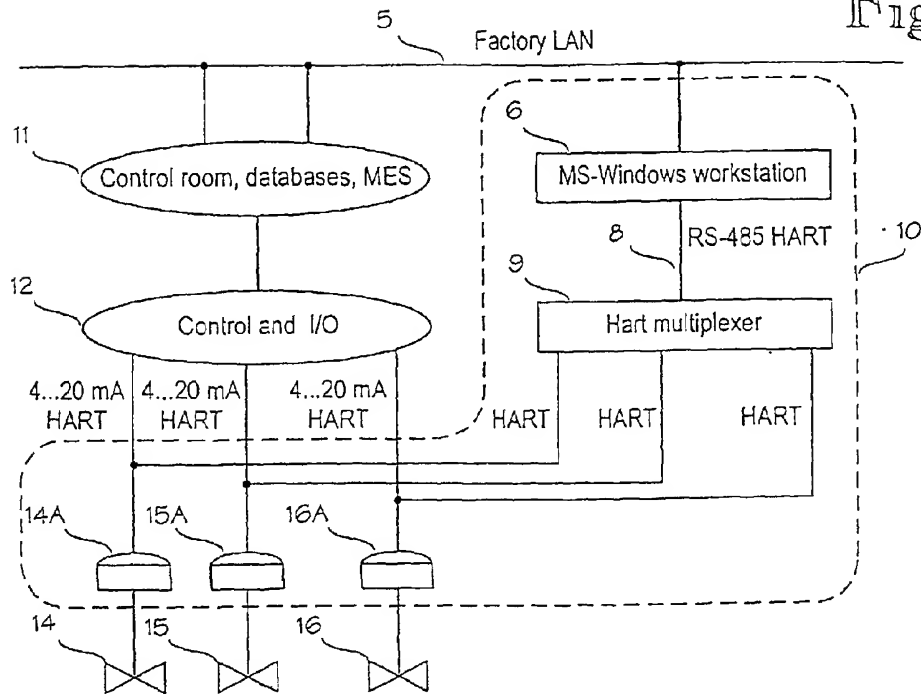 Fig
5
Factory LAN
11
6
Control room, databases, MES
MS-Windows workstation
8
RS-485 HART
10
12
9
Control and I/O
Hart multiplexer
4...20 mA 4...20 mA 4...20 mA
HART HART HART
HART HART HART
14A
15A
16A
14
15
16